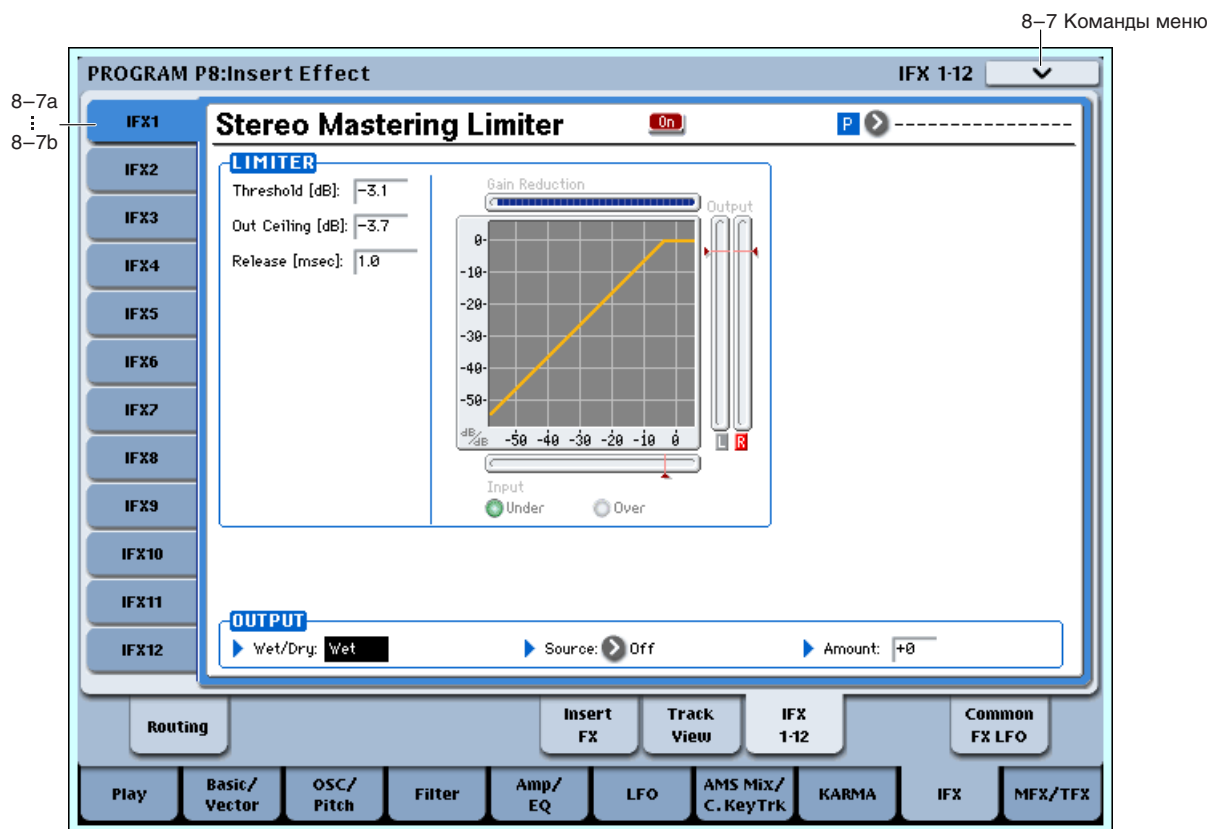 8–7 Команды меню
PROGRAM P8:Insert Effect IFX 1-12
8–7a
8–7b
IFX1
IFX2
IFX3
IFX4
IFX5
IFX6
IFX7
IFX8
IFX9
IFX10
IFX11
IFX12
Stereo Mastering Limiter On P ----------------
LIMITER
Threshold [dB]: -3.1
Out Ceiling [dB]: -3.7
Release [msec]: 1.0
Gain Reduction
Output
0
-10
-20
-30
-40
-50
dB/dB -50 -40 -30 -20 -10 0
L R
Input
Under Over
OUTPUT
Wet/Dry: Wet Source: Off Amount: +0
Routing
Insert FX
Track View
IFX 1-12
Common FX LFO
Play
Basic/ Vector
OSC/ Pitch
Filter
Amp/ EQ
LFO
AMS Mix/ C.KeyTrk
KARMA
IFX
MFX/TFX